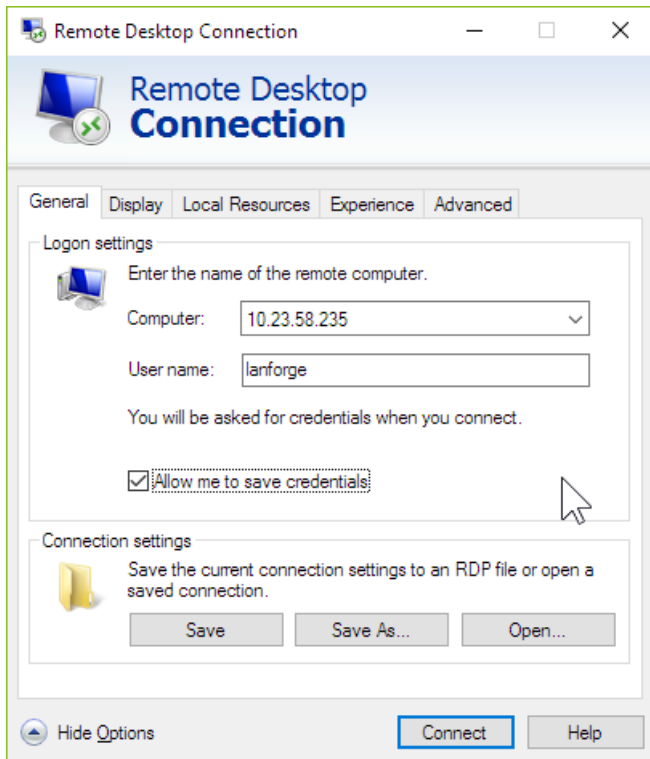 Remote Desktop Connection
Remote Desktop
Connection
General Display Local Resources Experience Advanced
Logon settings
Enter the name of the remote computer.
Computer: 10.23.58.235
User name: lanforge
You will be asked for credentials when you connect.
Allow me to save credentials
Connection settings
Save the current connection settings to an RDP file or open a
saved connection.
Save Save As... Open...
Hide Options Connect Help